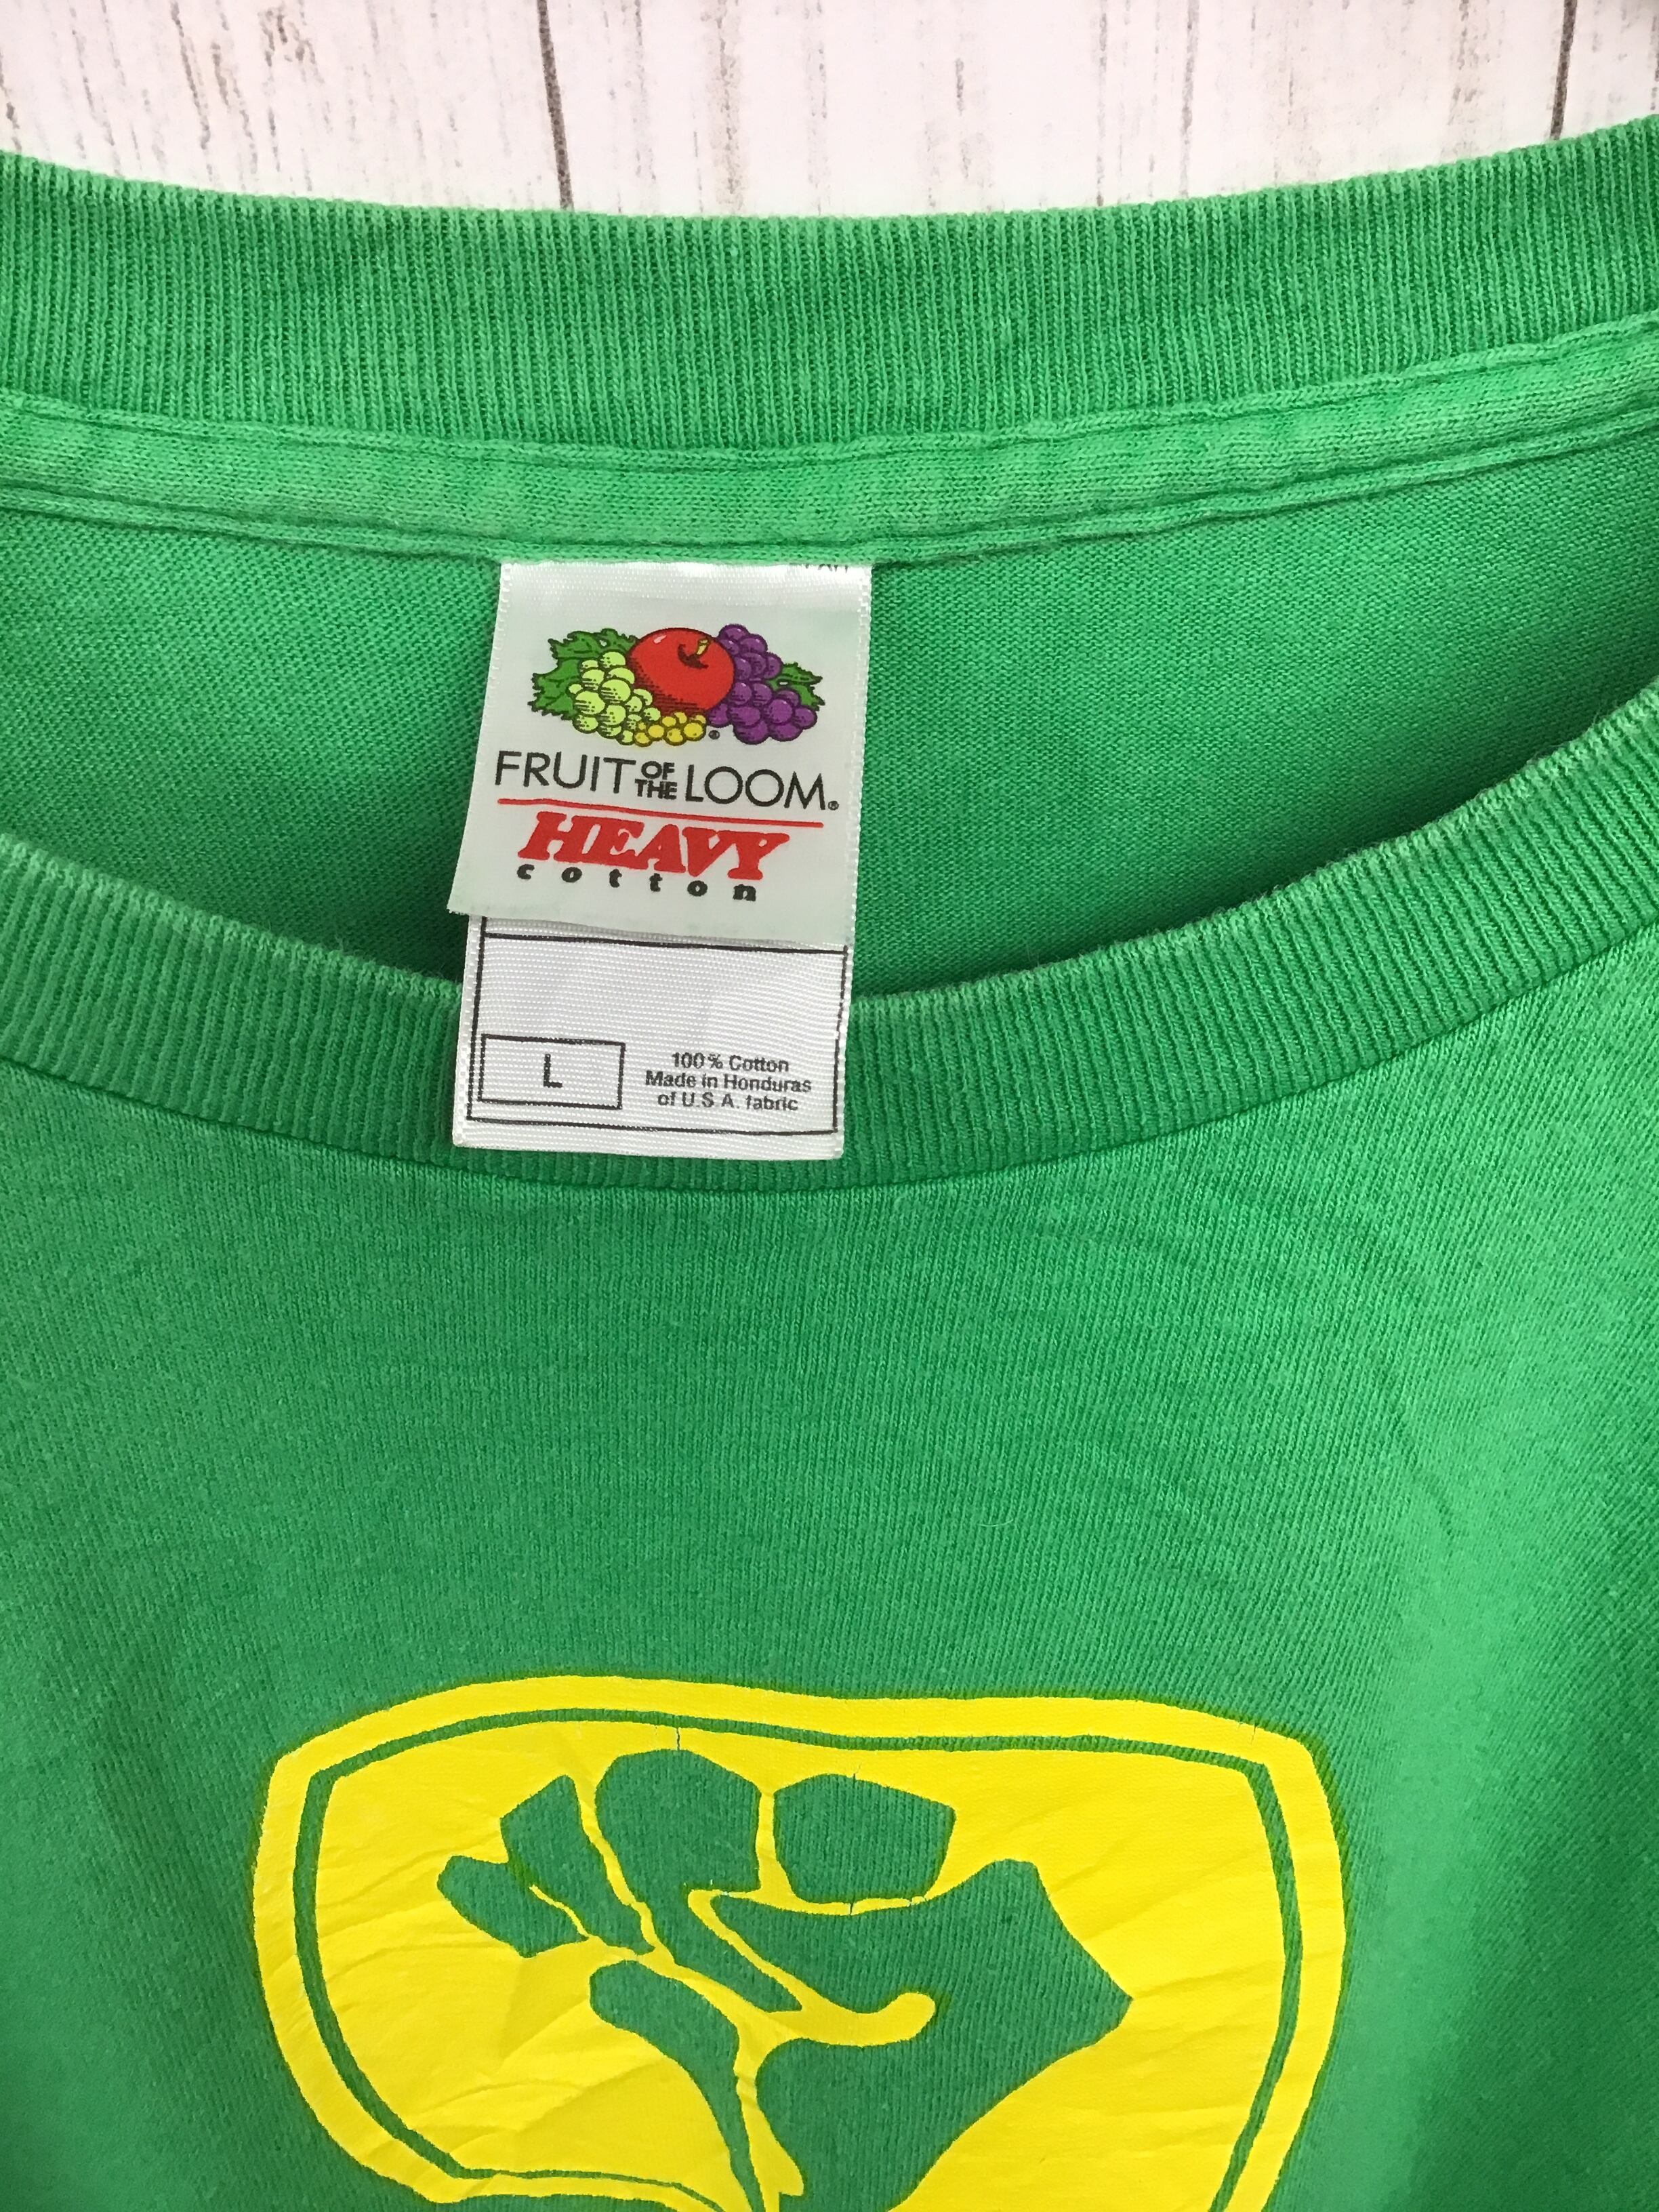 FRUIT OF THE LOOM®
HEAVY
cotton
L
100% Cotton
Made in Honduras
of U.S.A. fabric